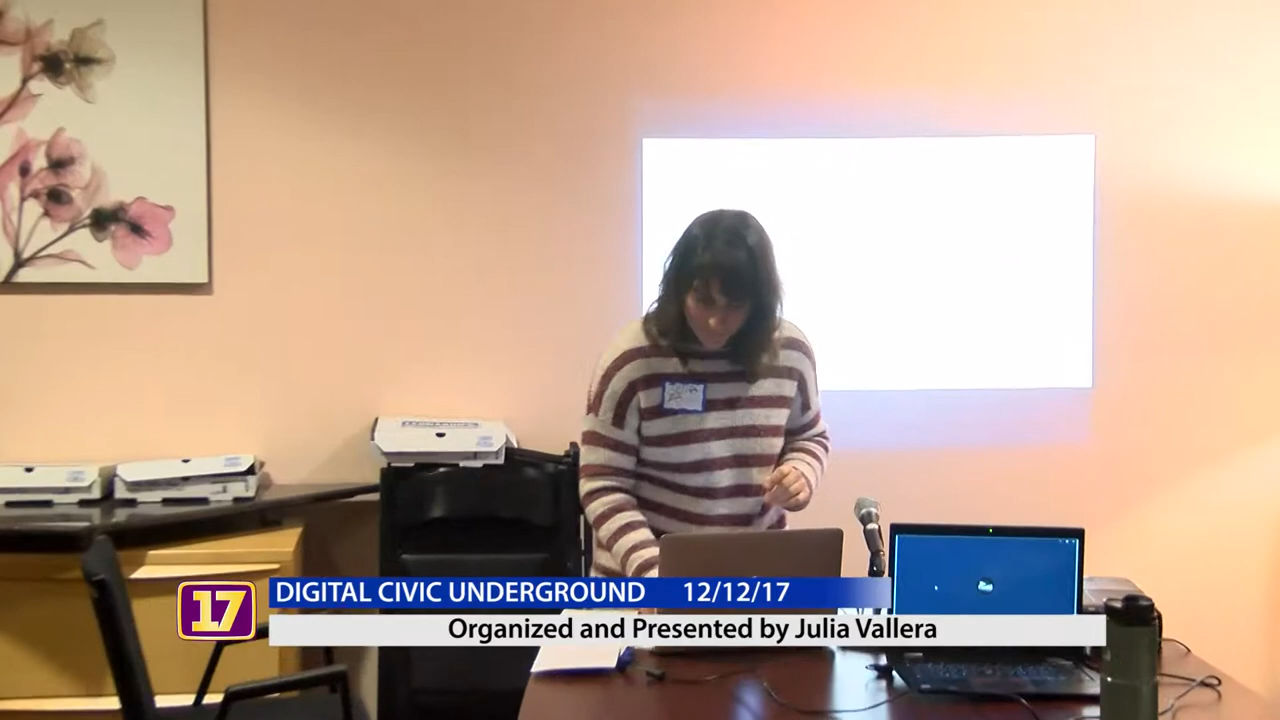 17
DIGITAL CIVIC UNDERGROUND 12/12/17
Organized and Presented by Julia Vallera